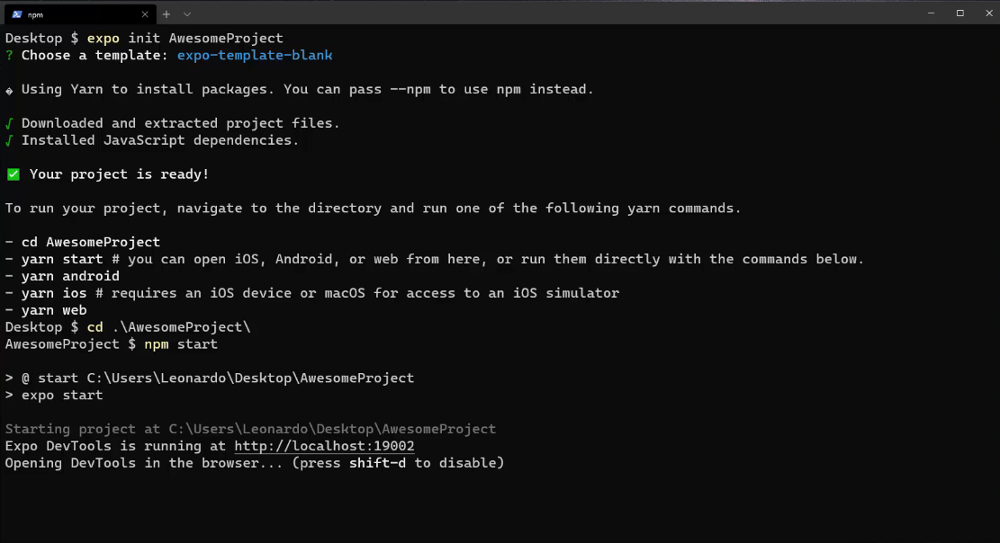 npm
Desktop $ expo init AwesomeProject
? Choose a template: expo-template-blank
� Using Yarn to install packages. You can pass --npm to use npm instead.
√ Downloaded and extracted project files.
√ Installed JavaScript dependencies.
✅ Your project is ready!
To run your project, navigate to the directory and run one of the following yarn commands.
- cd AwesomeProject
- yarn start # you can open iOS, Android, or web from here, or run them directly with the commands below.
- yarn android
- yarn ios # requires an iOS device or macOS for access to an iOS simulator
- yarn web
Desktop $ cd .\AwesomeProject\
AwesomeProject $ npm start
> @ start C:\Users\Leonardo\Desktop\AwesomeProject
> expo start
Starting project at C:\Users\Leonardo\Desktop\AwesomeProject
Expo DevTools is running at http://localhost:19002
Opening DevTools in the browser... (press shift-d to disable)